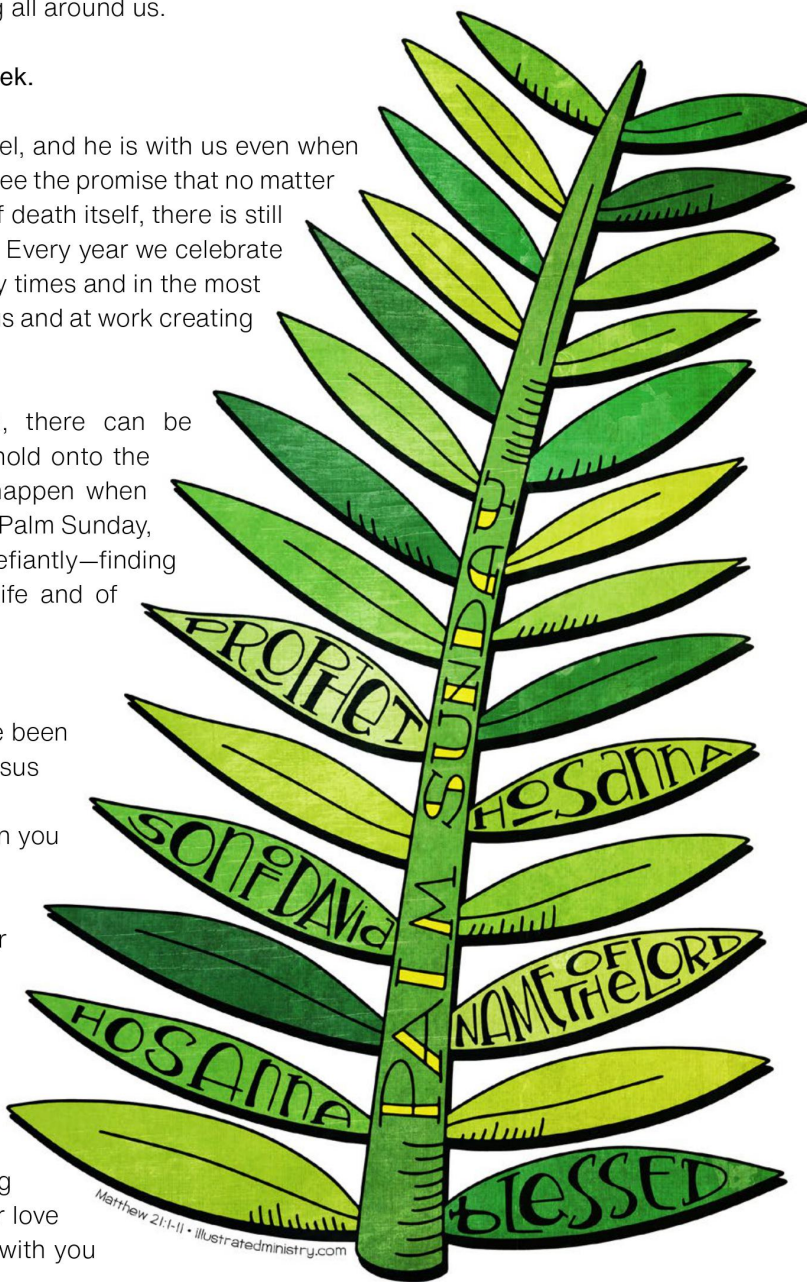 all around us.
ek.
el, and he is with us even when
ee the promise that no matter
f death itself, there is still
Every year we celebrate
y times and in the most
s and at work creating
, there can be
hold onto the
happen when
Palm Sunday,
efiantly—finding
ife and of
e been
sus
n you
r
g
r love
with you
PALM SUNDAY
PROPHET
HOSanna
SON OF DAVid
NAME OF THE LORD
HOSAnna
bLeSSED
Matthew 21:1-11 • illustratedministry.com